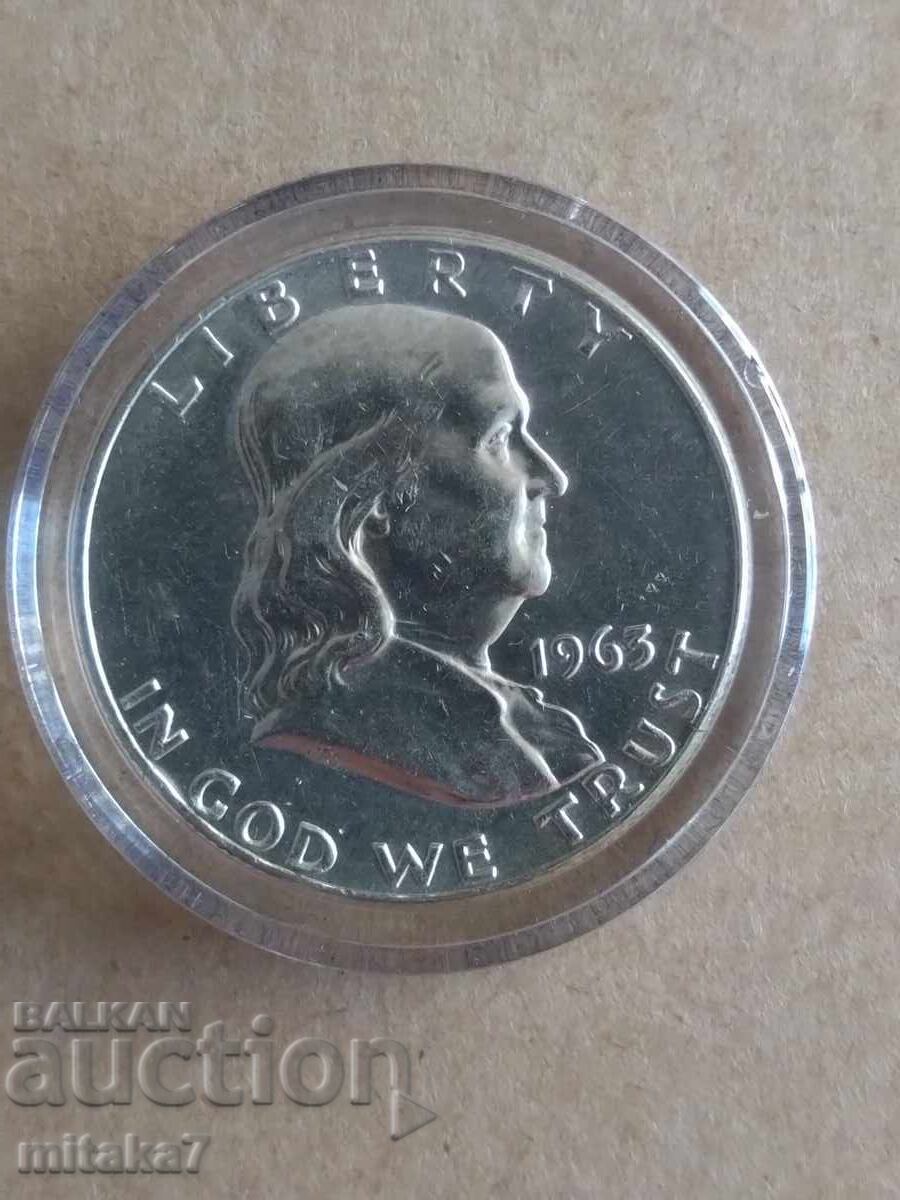 LIBERTY
1963
IN GOD WE TRUST
BALKAN
auction
mitaka7